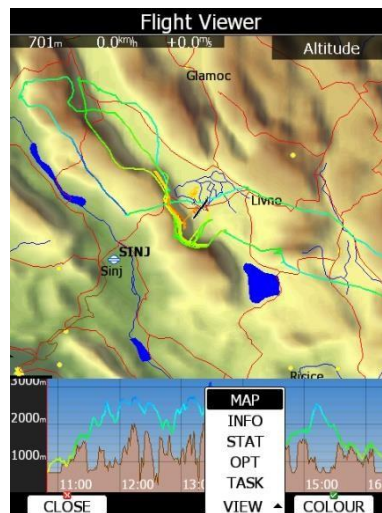 Flight Viewer
701m 0.0km/h +0.0m/s Altitude
Glamoc
Livno
SINJ
Sinj
Ricice
3000m
2000m
1000m
MAP
INFO
STAT
OPT
TASK
11:00 12:00 13: 15:00 16
CLOSE VIEW COLOUR